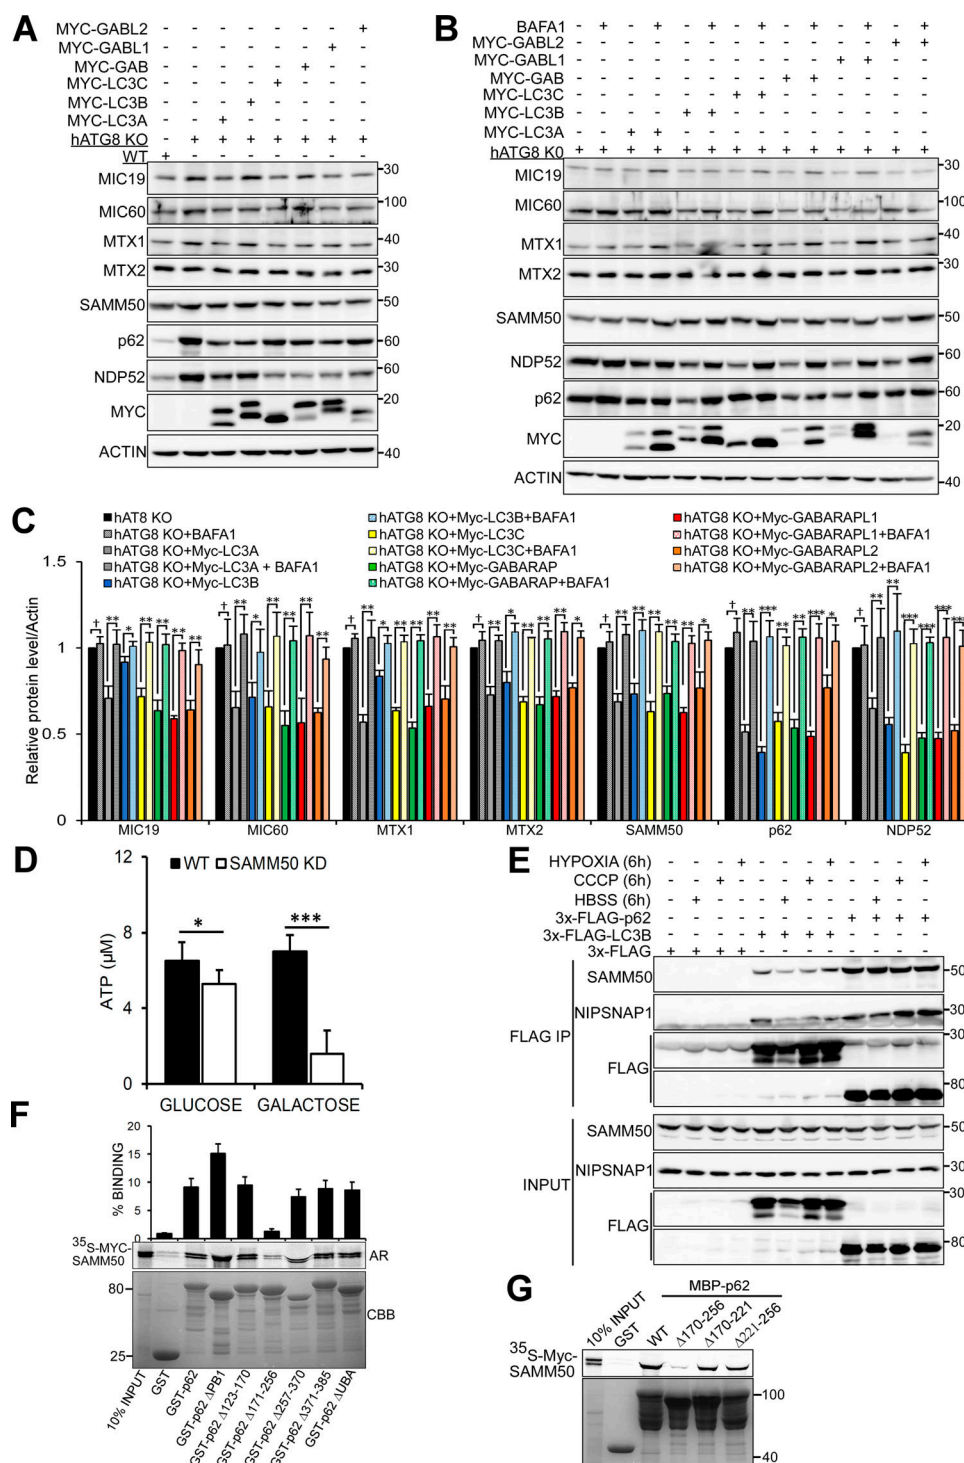 A
MYC-GABL2 - - - - - - - +
MYC-GABL1 - - - - - - + -
MYC-GAB - - - - - + - -
MYC-LC3C - - - - + - - -
MYC-LC3B - - - + - - - -
MYC-LC3A - - + - - - - -
hATG8 KO - + + + + + + +
WT + - - - - - - -
MIC19 30
MIC60 100
MTX1 40
MTX2 30
SAMM50 50
p62 60
NDP52 60
MYC 20
ACTIN 40
B
BAFA1 - + - + - + - + - + - + - +
MYC-GABL2 - - - - - - - - - - - - + +
MYC-GABL1 - - - - - - - - - - + + - -
MYC-GAB - - - - - - - - + + - - - -
MYC-LC3C - - - - - - + + - - - - - -
MYC-LC3B - - - - + + - - - - - - - -
MYC-LC3A - - + + - - - - - - - - - -
hATG8 K0 + + + + + + + + + + + + + +
MIC19 30
MIC60 100
MTX1 40
MTX2 30
SAMM50 50
NDP52 60
p62 60
MYC 20
ACTIN 40
C
hAT8 KO
hATG8 KO+BAFA1
hATG8 KO+Myc-LC3A
hATG8 KO+Myc-LC3A + BAFA1
hATG8 KO+Myc-LC3B
hATG8 KO+Myc-LC3B+BAFA1
hATG8 KO+Myc-LC3C
hATG8 KO+Myc-LC3C+BAFA1
hATG8 KO+Myc-GABARAP
hATG8 KO+Myc-GABARAP+BAFA1
hATG8 KO+Myc-GABARAPL1
hATG8 KO+Myc-GABARAPL1+BAFA1
hATG8 KO+Myc-GABARAPL2
hATG8 KO+Myc-GABARAPL2+BAFA1
Relative protein level/Actin
1.5
1
0.5
0
MIC19 MIC60 MTX1 MTX2 SAMM50 p62 NDP52
D
WT SAMM50 KD
ATP (µM)
12
8
4
0
* ***
GLUCOSE GALACTOSE
E
HYPOXIA (6h) - - - + - - - + - - - +
CCCP (6h) - - + - - - + - - - + -
HBSS (6h) - + - - - + - - - + - -
3x-FLAG-p62 - - - - - - - - + + + +
3x-FLAG-LC3B - - - - + + + + - - - -
3x-FLAG + + + + - - - - - - - -
FLAG IP
SAMM50 50
NIPSNAP1 30
FLAG 30
80
INPUT
SAMM50 50
NIPSNAP1 30
FLAG 30
80
F
% BINDING
20
15
10
5
0
35S-MYC-
SAMM50
AR
80
CBB
25
10% INPUT
GST
GST-p62
GST-p62 ΔPB1
GST-p62 Δ123-170
GST-p62 Δ171-256
GST-p62 Δ257-370
GST-p62 Δ371-385
GST-p62 ΔUBA
G
MBP-p62
10% INPUT
GST
WT
Δ170-256
Δ170-221
Δ221-256
35S-Myc-
SAMM50
100
40